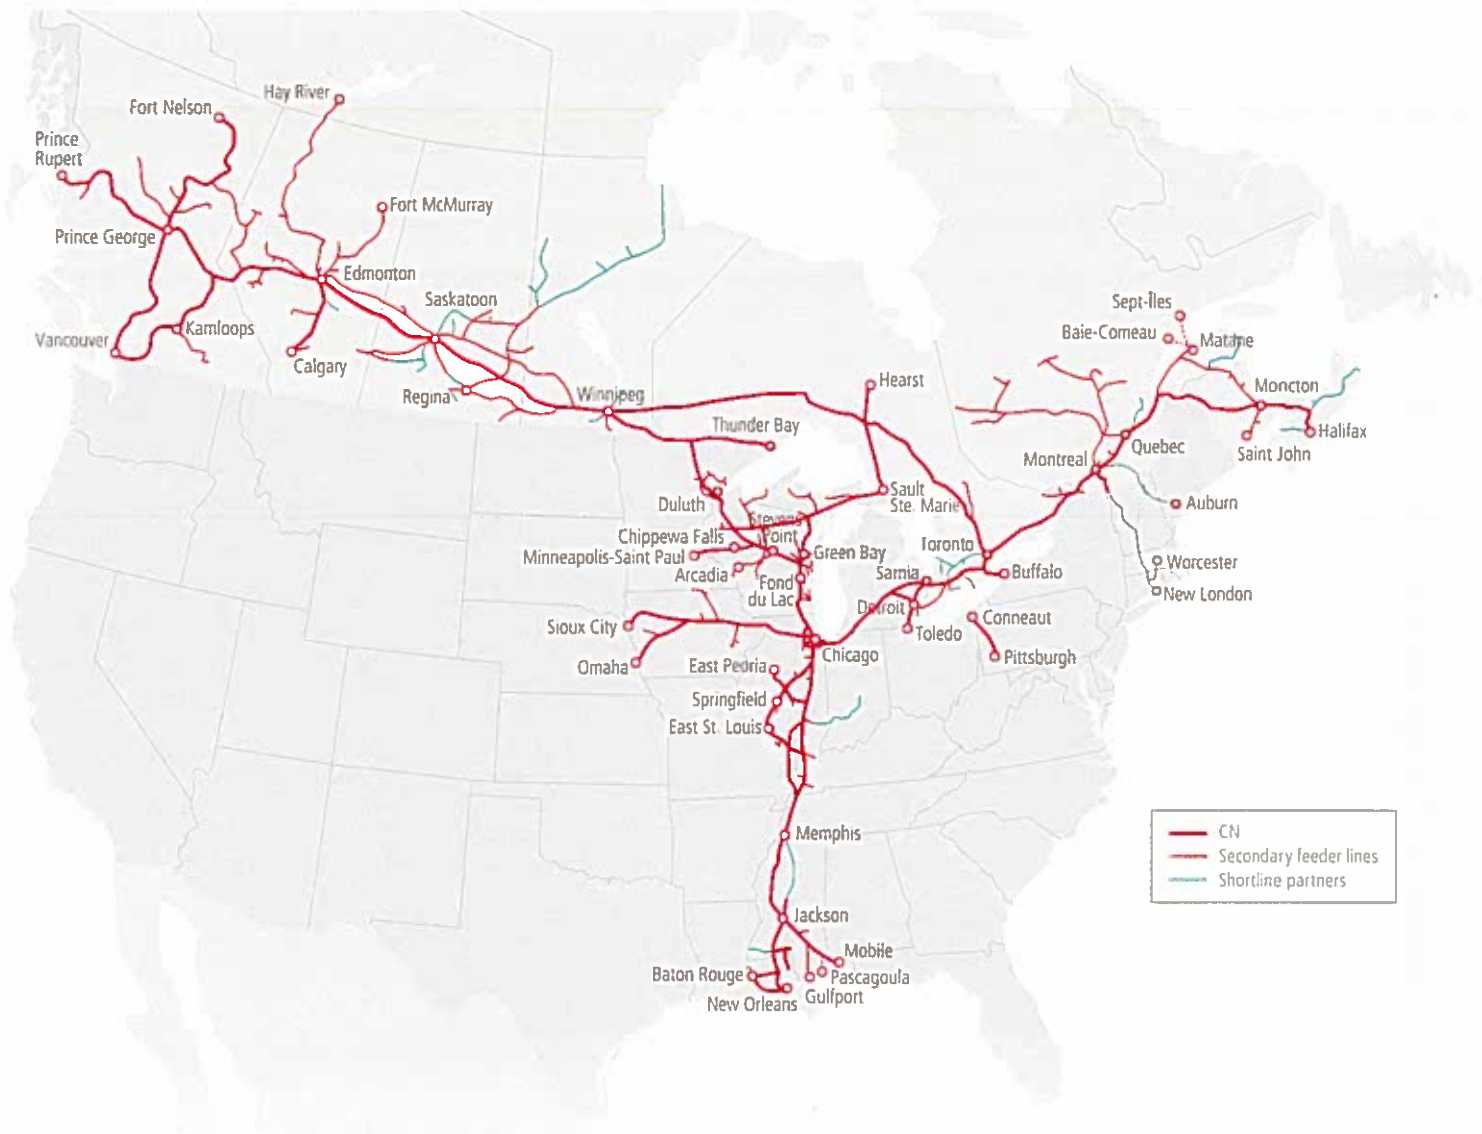 Hay River
Fort Nelson
Prince
Rupert
Fort McMurray
Prince George
Edmonton
Saskatoon
Sept-Îles
Baie-Comeau
Matane
Vancouver
Kamloops
Calgary
Regina
Winnipeg
Hearst
Moncton
Thunder Bay
Halifax
Quebec
Saint John
Montreal
Sault
Ste. Marie
Duluth
Auburn
Stevens
Point
Chippewa Falls
Minneapolis-Saint Paul
Green Bay
Toronto
Arcadia
Fond
du Lac
Sarnia
Buffalo
Worcester
New London
Detroit
Conneaut
Sioux City
Toledo
Chicago
Pittsburgh
Omaha
East Peoria
Springfield
East St. Louis
Memphis
CN
Secondary feeder lines
Shortline partners
Jackson
Mobile
Baton Rouge
Pascagoula
New Orleans
Gulfport